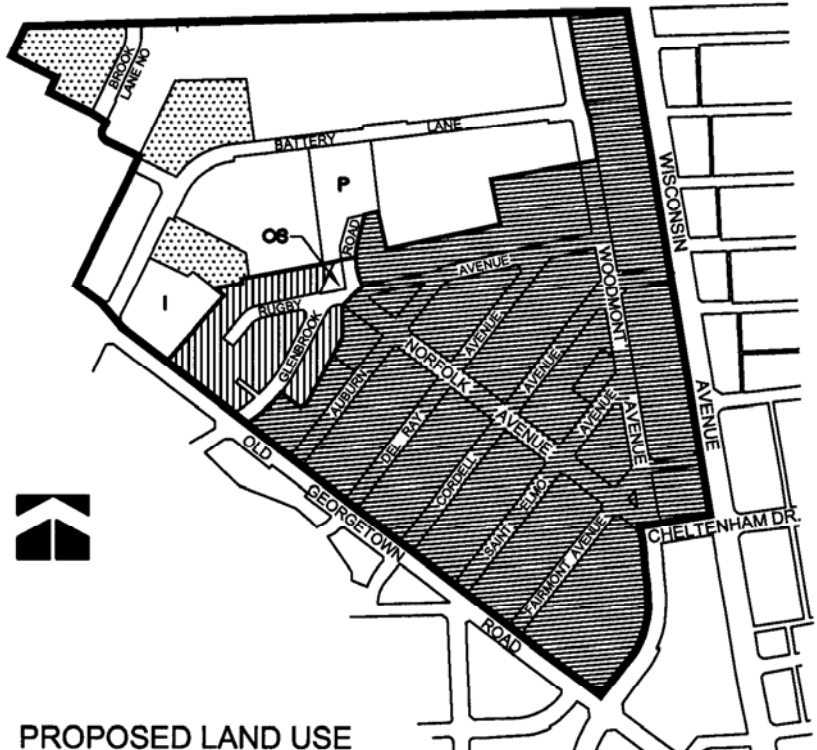 BROOK
LANE NO
BATTERY LANE
WISCONSIN
P
OS
ROAD
AVENUE
WOODMONT
I
RUGBY
GLENBROOK
NORFOLK
AVENUE
AUBURN
AVENUE
DEL RAY
AVENUE
CORDELL
AVENUE
SAINT ELMO
AVENUE
AVENUE
AVENUE
FAIRMONT AVENUE
CHELTENHAM DR.
OLD
GEORGETOWN
ROAD
PROPOSED LAND USE